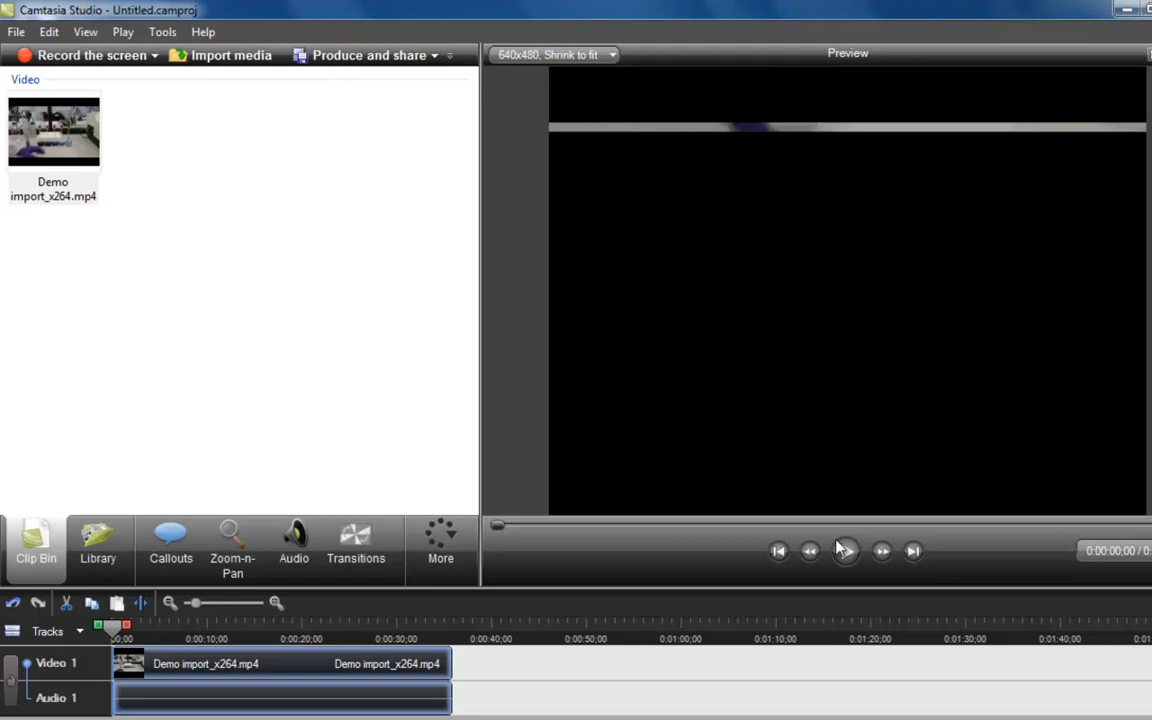 Camtasia Studio - Untitled.camproj
File Edit View Play Tools Help
Record the screen Import media Produce and share
640x480, Shrink to fit
Preview
Video
Demo
import_x264.mp4
Clip Bin Library Callouts Zoom-n-
Pan Audio Transitions More
0:00:00;00 / 0:
Tracks
00;00 0:00:10;00 0:00:20;00 0:00:30;00 0:00:40;00 0:00:50;00 0:01:00;00 0:01:10;00 0:01:20;00 0:01:30;00 0:01:40;00 0:01
Video 1 Demo import_x264.mp4 Demo import_x264.mp4
Audio 1